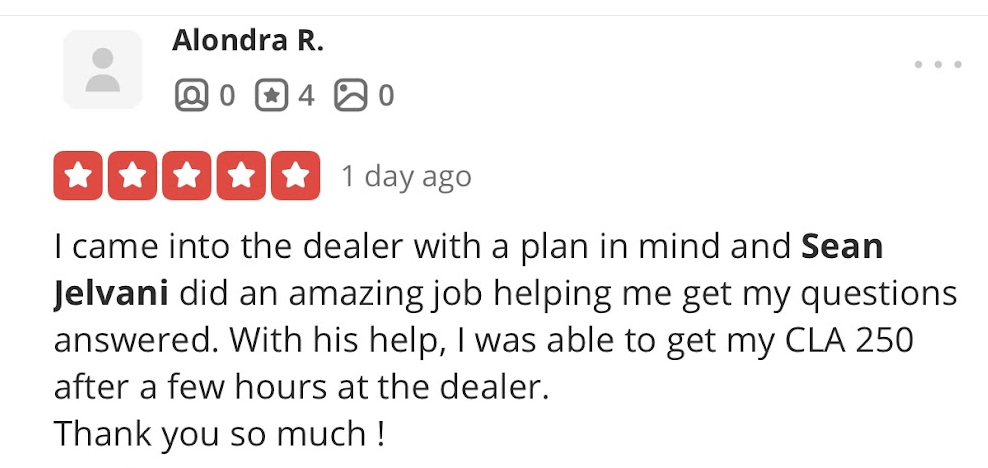 Alondra R.
0 4 0
1 day ago
I came into the dealer with a plan in mind and Sean
Jelvani did an amazing job helping me get my questions
answered. With his help, I was able to get my CLA 250
after a few hours at the dealer.
Thank you so much !